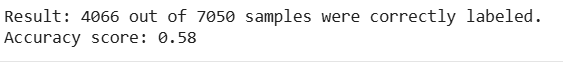 Result: 4066 out of 7050 samples were correctly labeled.
Accuracy score: 0.58